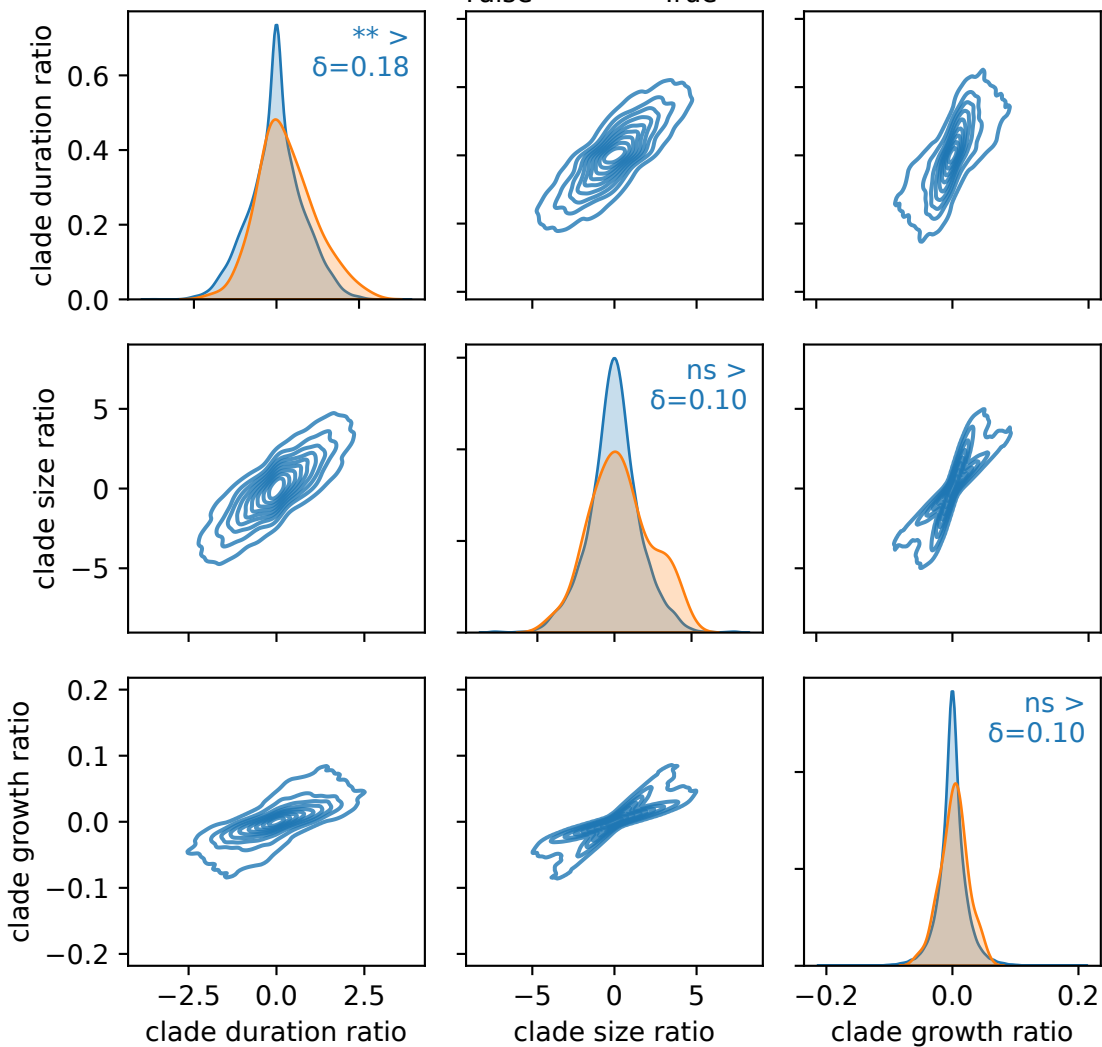 clade duration ratio
0.6
0.4
0.2
0.0
** >
δ=0.18
clade size ratio
5
0
−5
ns >
δ=0.10
clade growth ratio
0.2
0.1
0.0
−0.1
−0.2
ns >
δ=0.10
−2.5 0.0 2.5
−5 0 5
−0.2 0.0 0.2
clade duration ratio
clade size ratio
clade growth ratio